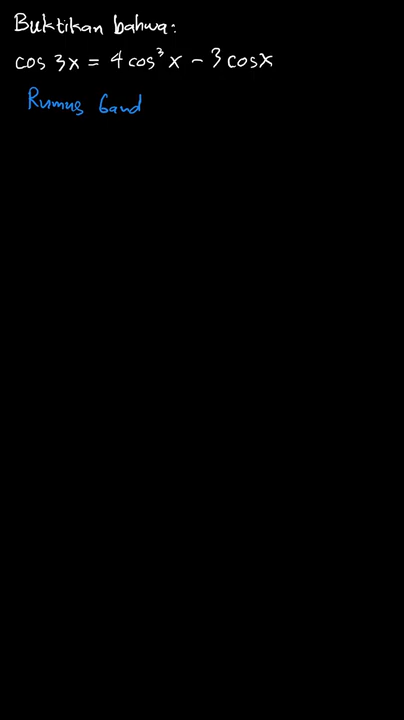 Buktikan bahwa:
cos 3x = 4 cos³ x - 3 cos x
Rumus Gand